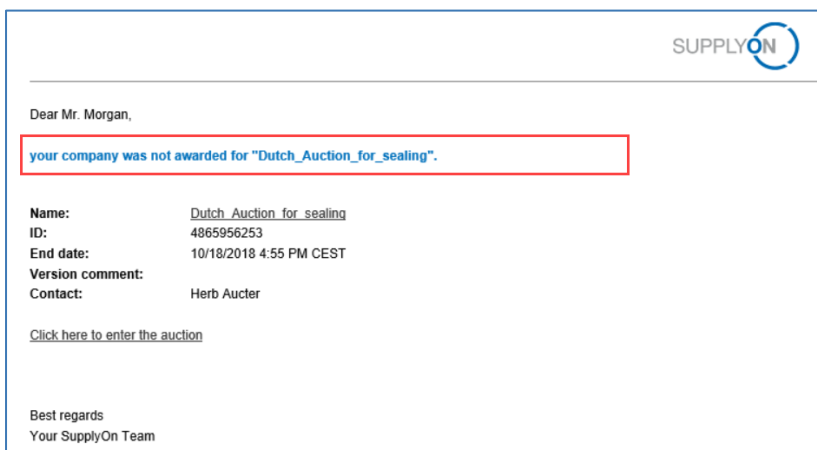 SUPPLYON
Dear Mr. Morgan,
your company was not awarded for "Dutch_Auction_for_sealing".
Name: Dutch_Auction_for_sealing
ID: 4865956253
End date: 10/18/2018 4:55 PM CEST
Version comment:
Contact: Herb Aucter
Click here to enter the auction
Best regards
Your SupplyOn Team